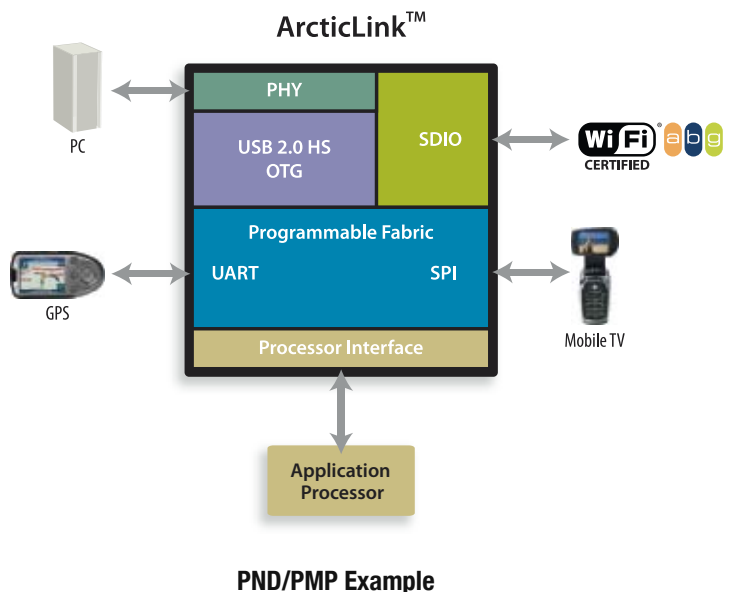 ArcticLink™
PC
PHY
USB 2.0 HS
OTG
SDIO
Wi Fi® a b g
CERTIFIED
Programmable Fabric
UART
SPI
GPS
Mobile TV
Processor Interface
Application
Processor
PND/PMP Example